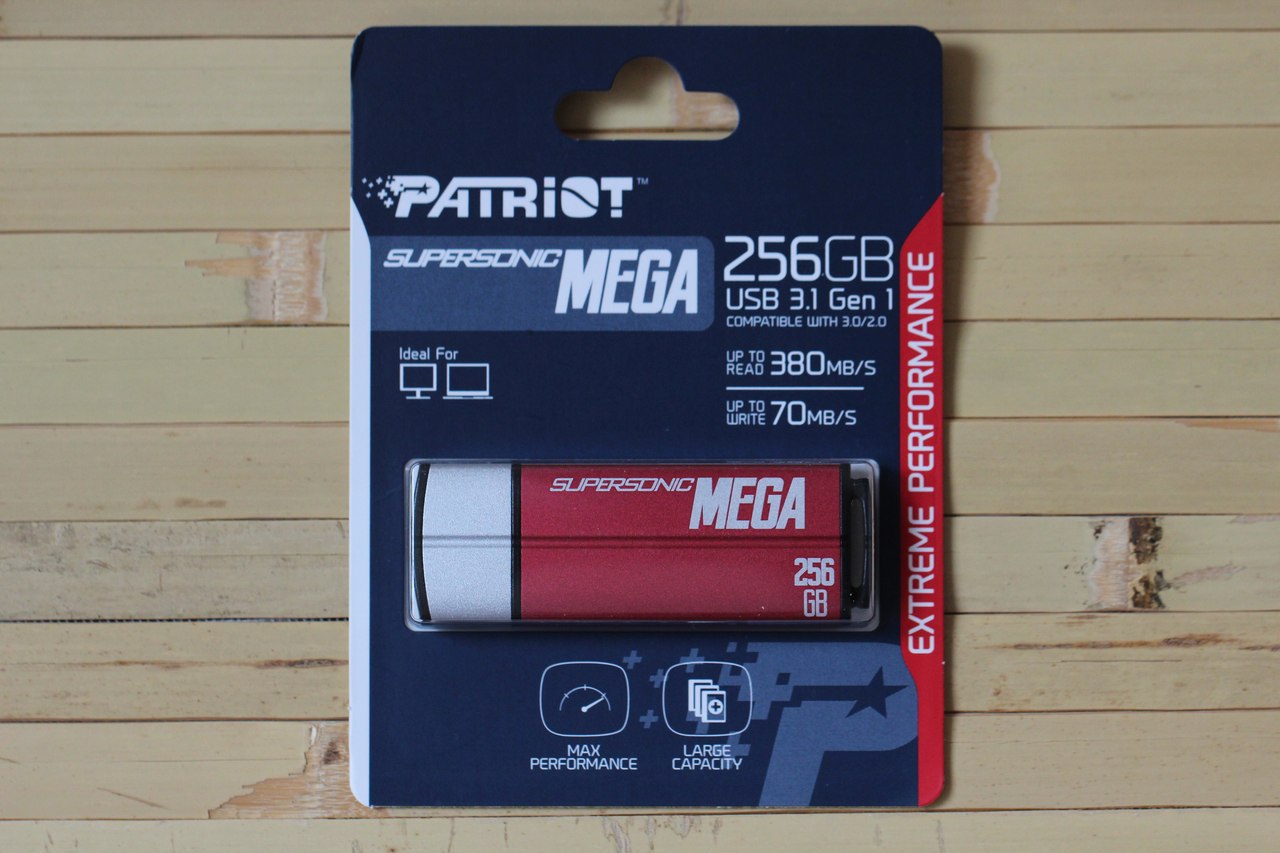 PATRIOT™
SUPERSONIC MEGA
256GB
USB 3.1 Gen 1
COMPATIBLE WITH 3.0/2.0
Ideal For
UP TO READ 380MB/S
UP TO WRITE 70MB/S
EXTREME PERFORMANCE
SUPERSONIC MEGA
256
GB
MAX
PERFORMANCE
LARGE
CAPACITY